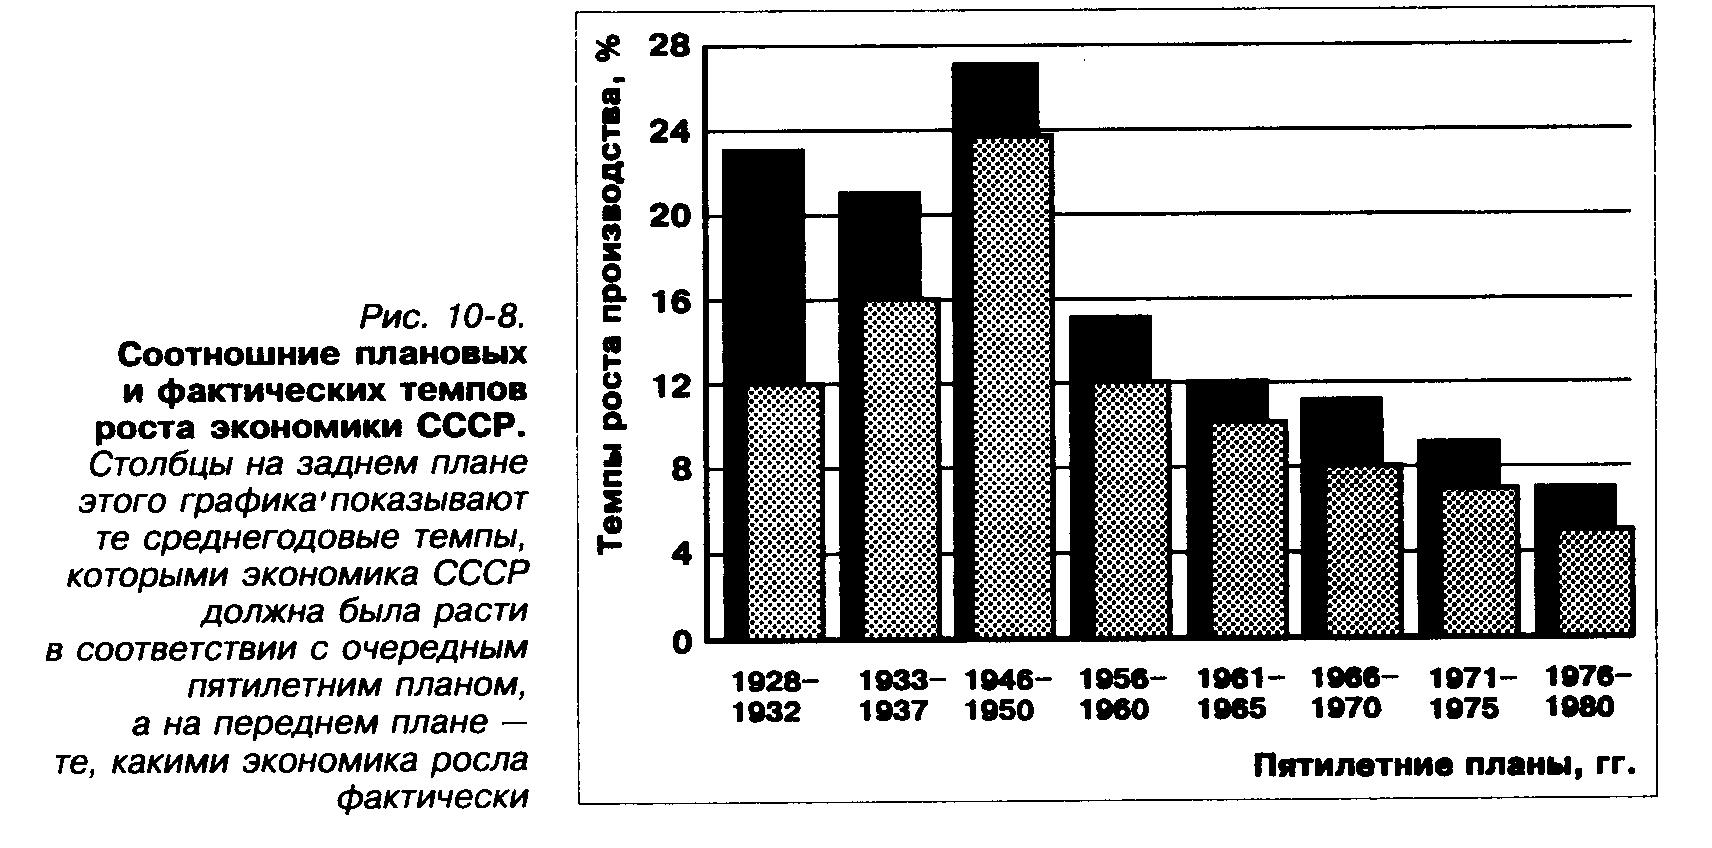 Рис. 10-8.
Соотношние плановых
и фактических темпов
роста экономики СССР.
Столбцы на заднем плане
этого графика'показывают
те среднегодовые темпы,
которыми экономика СССР
должна была расти
в соответствии с очередным
пятилетним планом,
а на переднем плане —
те, какими экономика росла
фактически
Темпы роста производства, %
28
24
20
16
12
8
4
0
1928–
1932
1933–
1937
1946–
1950
1956–
1960
1961–
1965
1966–
1970
1971–
1975
1976–
1980
Пятилетние планы, гг.